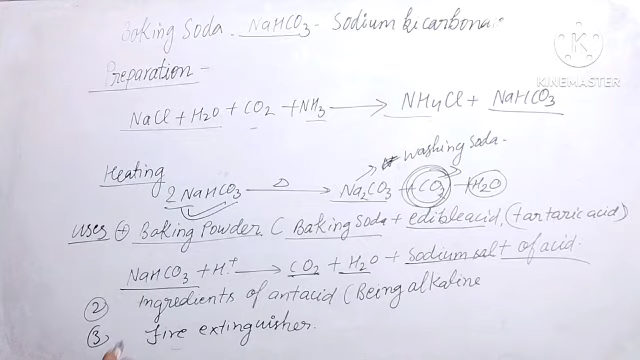 Baking Soda. NaHCO3 - Sodium bicarbona
K
KINEMASTER
Preparation -
NaCl + H2O + CO2 + NH3 → NH4Cl + NaHCO3
Washing Soda.
Heating
2 NaHCO3 —Δ→ Na2CO3 + CO3 + H2O
Uses ① Baking Powder. ( Baking Soda + edible acid, (tartaric acid)
NaHCO3 + H+ → CO2 + H2O + Sodium salt of acid.
② Ingredients of antacid (Being alkaline
③ fire extinguisher.